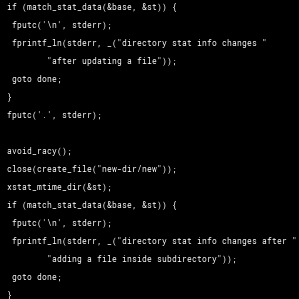 if (match_stat_data(&base, &st)) {
fputc('\n', stderr);
fprintf_ln(stderr, _("directory stat info changes "
"after updating a file"));
goto done;
}
fputc('.', stderr);

avoid_racy();
close(create_file("new-dir/new"));
xstat_mtime_dir(&st);
if (match_stat_data(&base, &st)) {
fputc('\n', stderr);
fprintf_ln(stderr, _("directory stat info changes after "
"adding a file inside subdirectory"));
goto done;
}